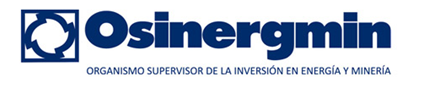 Osinergmin
ORGANISMO SUPERVISOR DE LA INVERSIÓN EN ENERGÍA Y MINERÍA